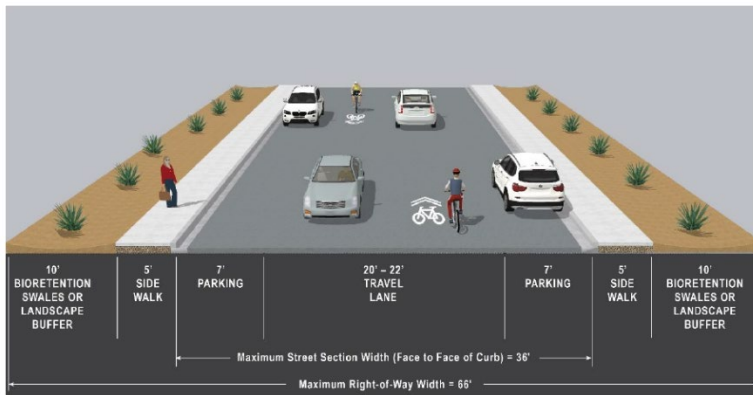 10'
BIORETENTION
SWALES OR
LANDSCAPE
BUFFER
5'
SIDE
WALK
7'
PARKING
20' – 22'
TRAVEL
LANE
7'
PARKING
5'
SIDE
WALK
10'
BIORETENTION
SWALES OR
LANDSCAPE
BUFFER
Maximum Street Section Width (Face to Face of Curb) = 36'
Maximum Right-of-Way Width = 66'